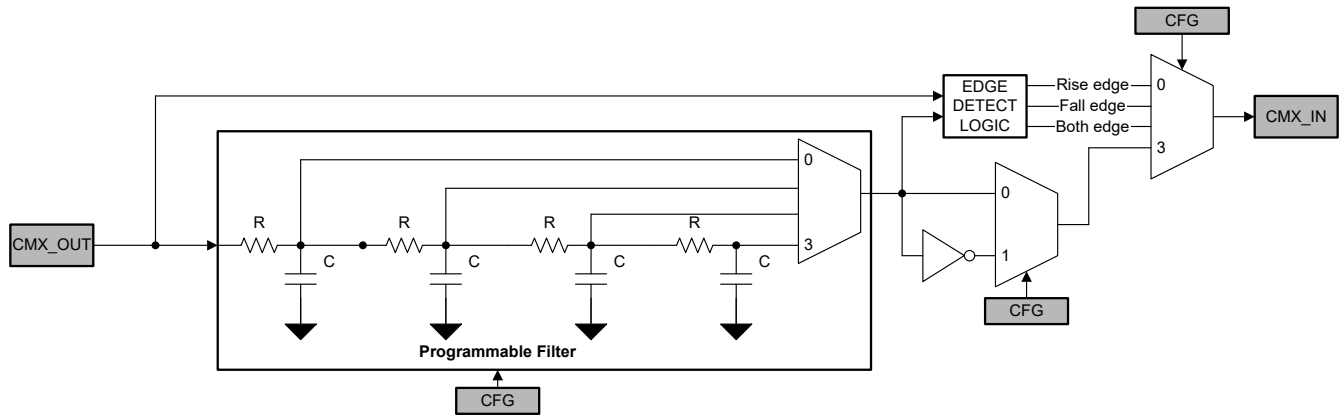 CFG
EDGE
DETECT
LOGIC
Rise edge
Fall edge
Both edge
0
3
CMX_IN
0
3
0
1
CMX_OUT
R
R
R
R
C
C
C
C
CFG
Programmable Filter
CFG